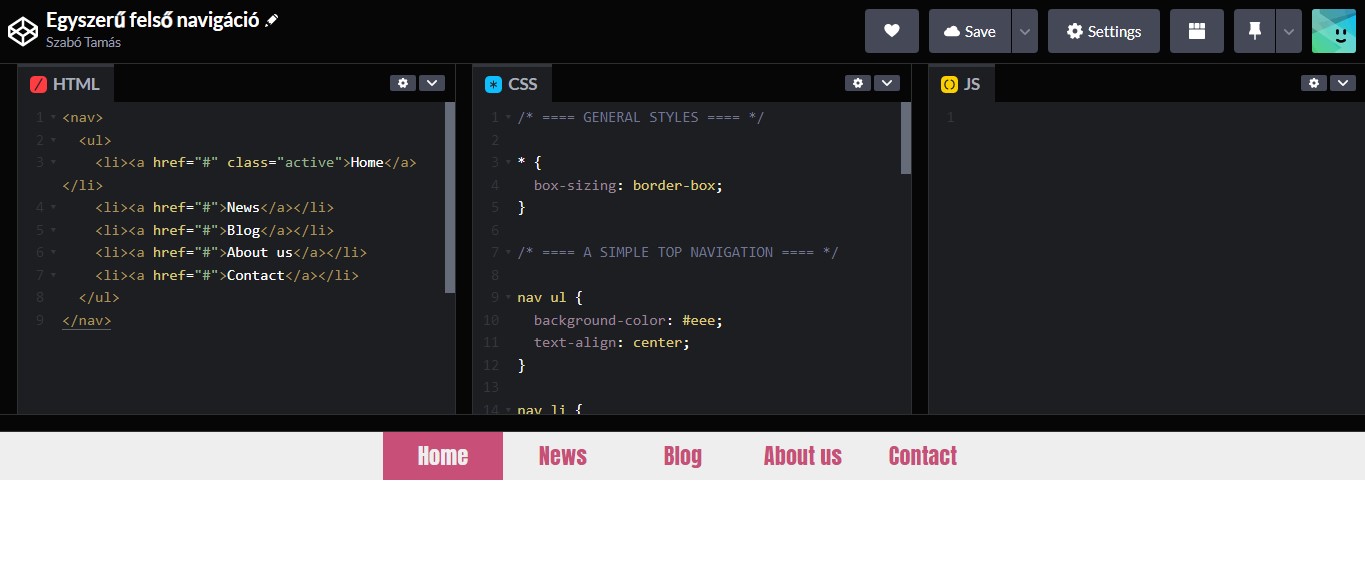 Egyszerű felső navigáció
Szabó Tamás
Save
Settings
HTML
1 <nav>
2 <ul>
3 <li><a href="#" class="active">Home</a>
</li>
4 <li><a href="#">News</a></li>
5 <li><a href="#">Blog</a></li>
6 <li><a href="#">About us</a></li>
7 <li><a href="#">Contact</a></li>
8 </ul>
9 </nav>
CSS
1 /* ==== GENERAL STYLES ==== */
2
3 * {
4 box-sizing: border-box;
5 }
6
7 /* ==== A SIMPLE TOP NAVIGATION ==== */
8
9 nav ul {
10 background-color: #eee;
11 text-align: center;
12 }
13
14 nav li {
JS
1
Home News Blog About us Contact